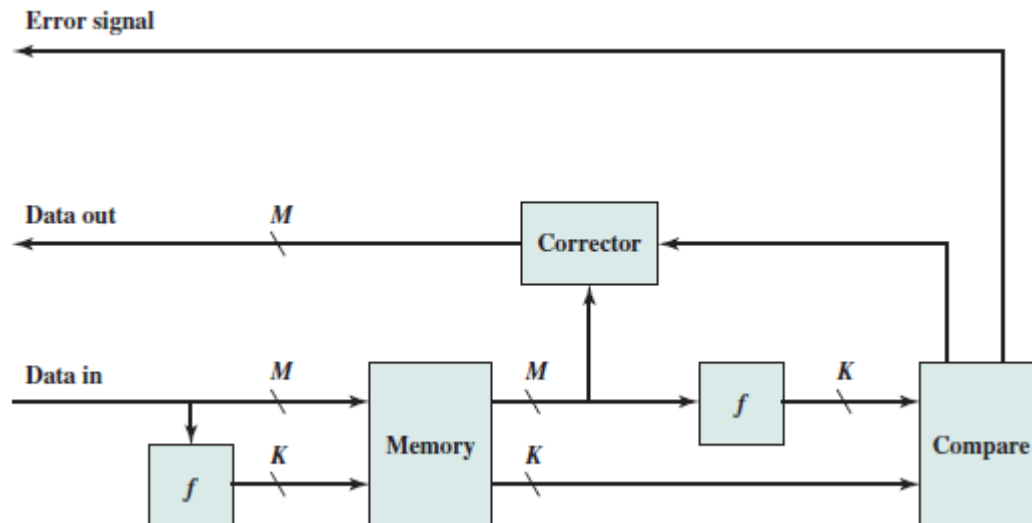 Error signal
Data out
M
Corrector
Data in
M
M
K
f
Memory
Compare
K
K
f